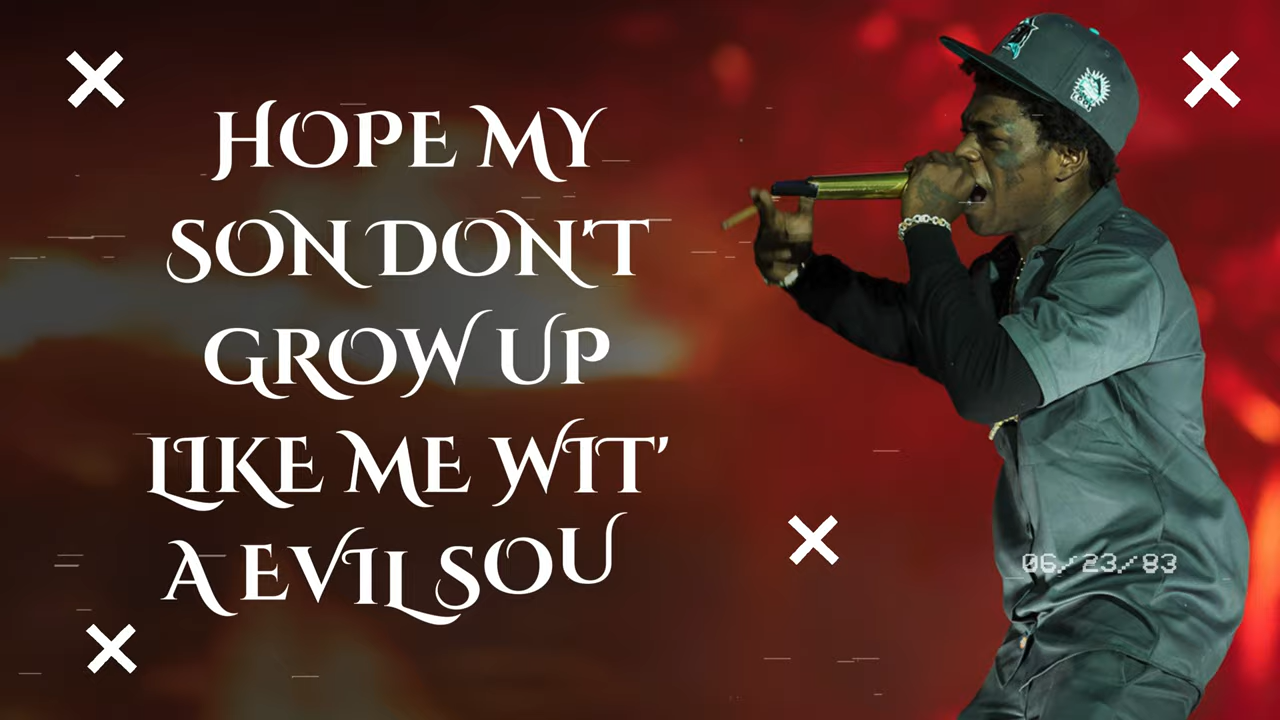 HOPE MY
SON DON'T
GROW UP
LIKE ME WIT'
A EVIL SOU
06/23/83